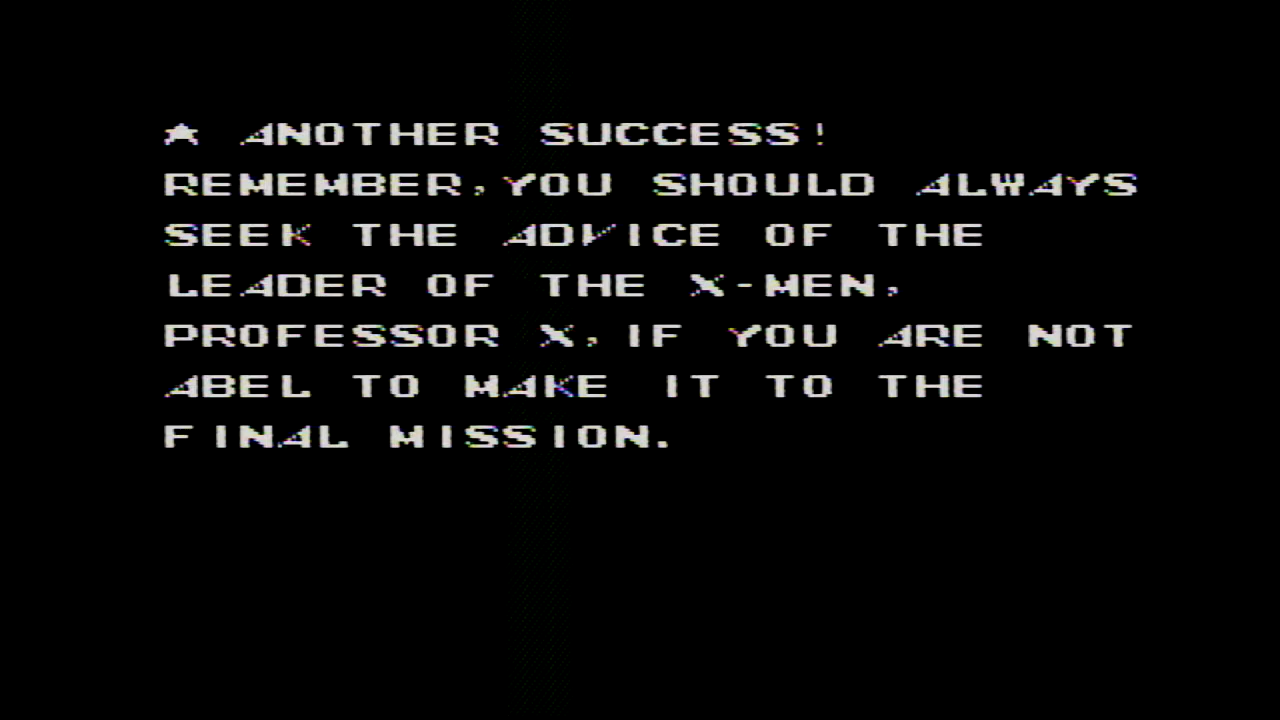 ★ ANOTHER SUCCESS!
REMEMBER,YOU SHOULD ALWAYS
SEEK THE ADVICE OF THE
LEADER OF THE X-MEN,
PROFESSOR X,IF YOU ARE NOT
ABEL TO MAKE IT TO THE
FINAL MISSION.